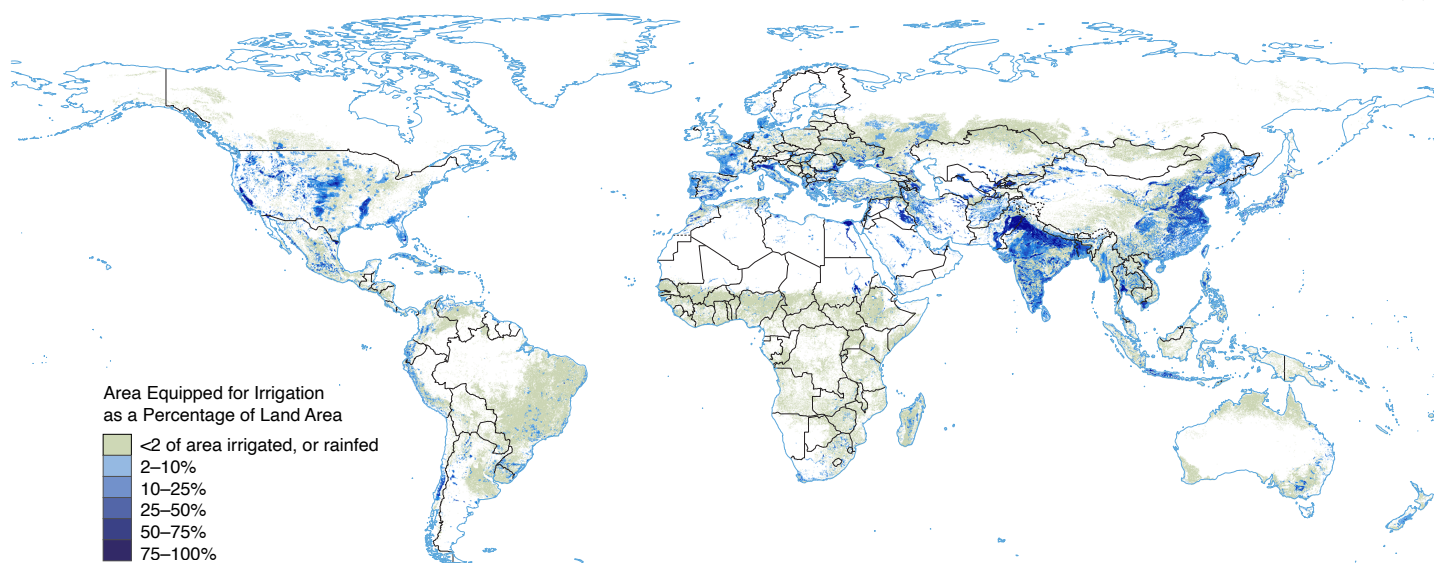 Area Equipped for Irrigation
as a Percentage of Land Area
<2 of area irrigated, or rainfed
2–10%
10–25%
25–50%
50–75%
75–100%